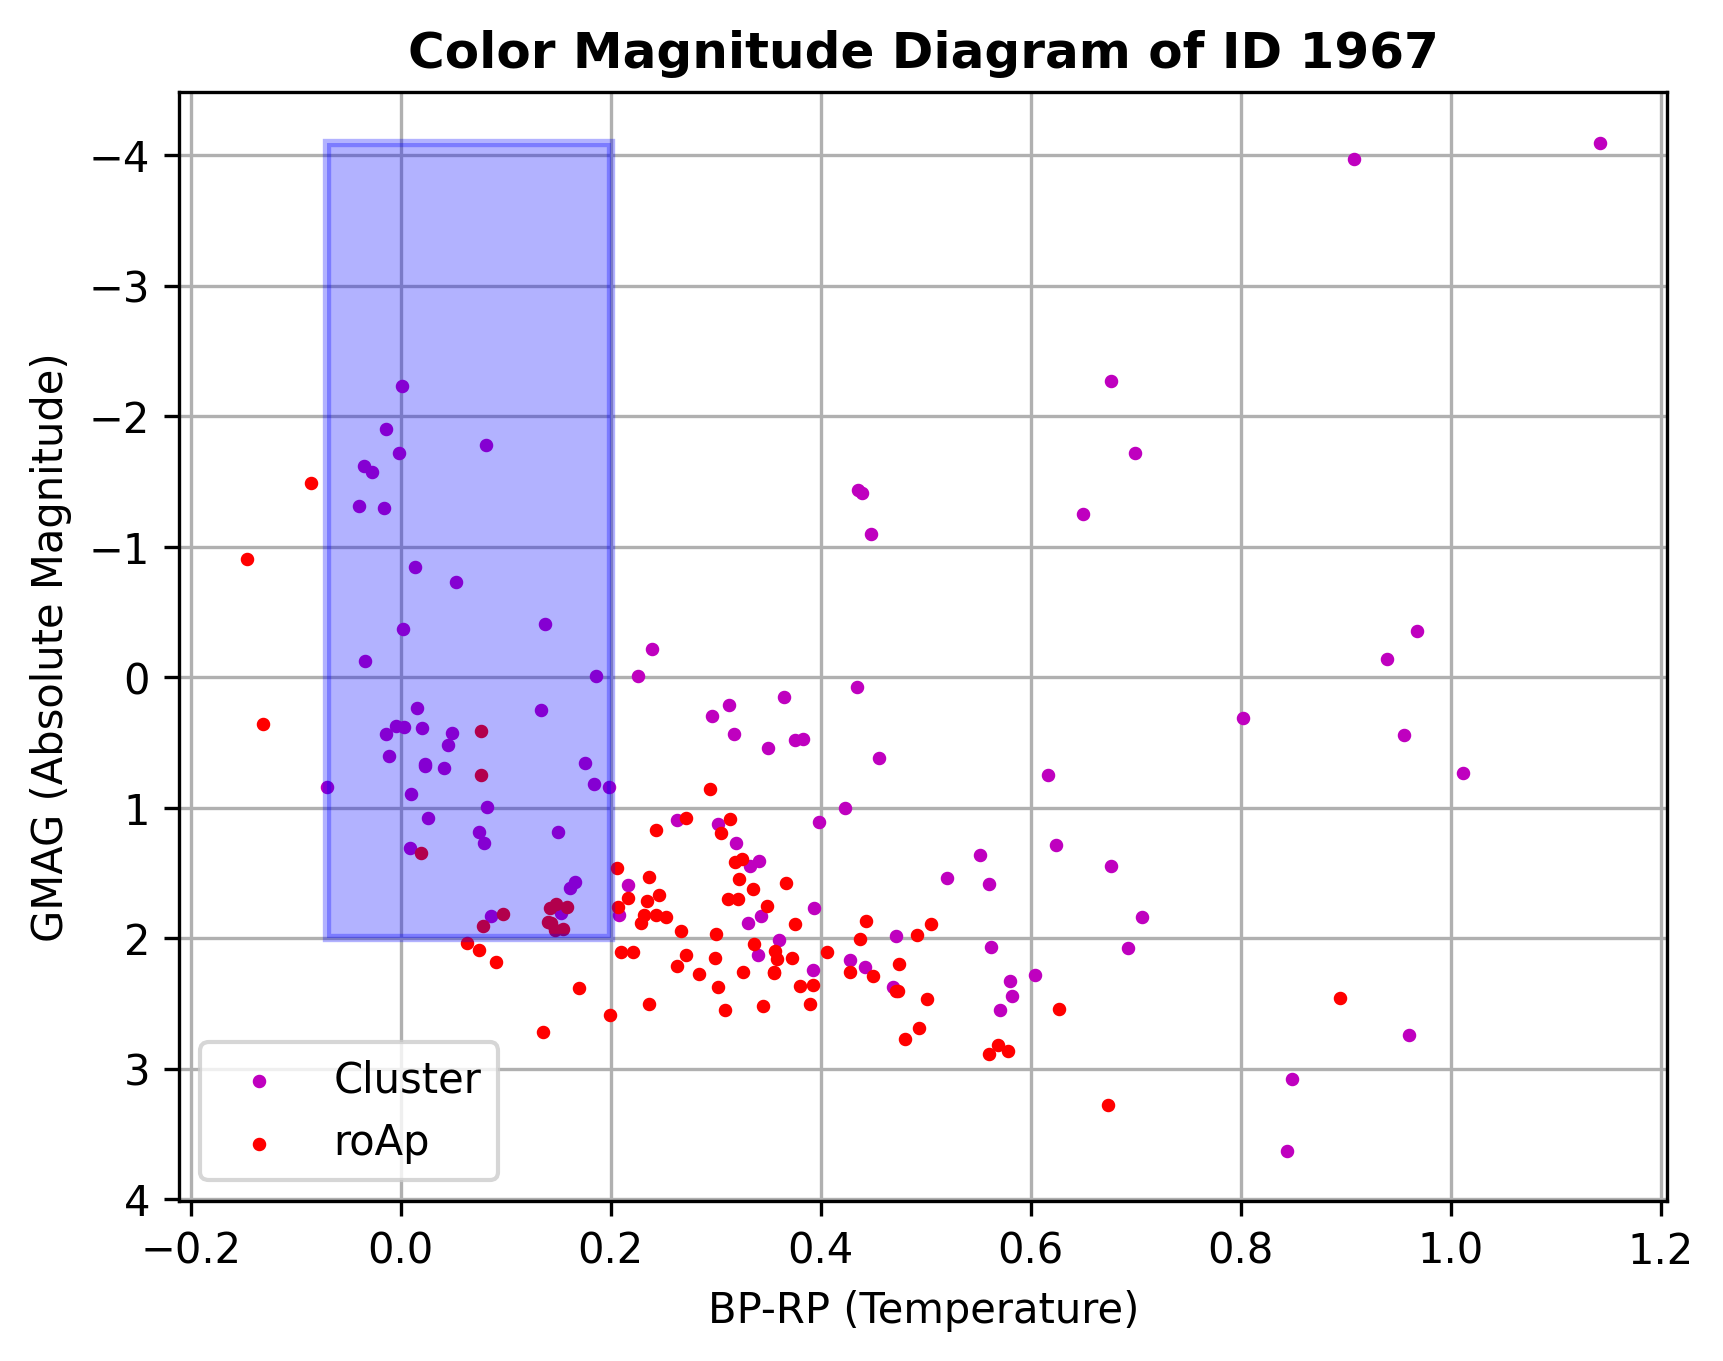 Color Magnitude Diagram of ID 1967
−4
−3
−2
−1
0
1
2
3
4
GMAG (Absolute Magnitude)
Cluster
roAp
−0.2 0.0 0.2 0.4 0.6 0.8 1.0 1.2
BP-RP (Temperature)